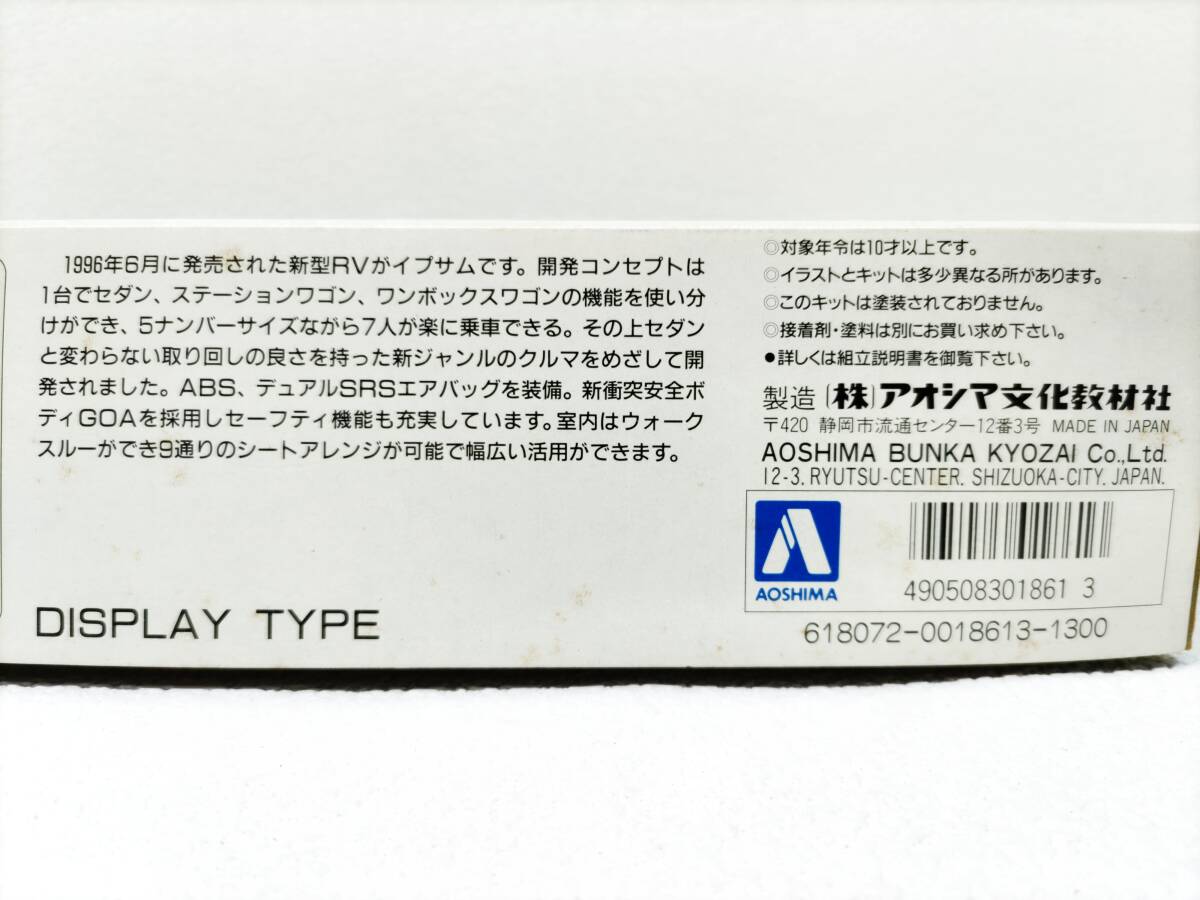 1996年6月に発売された新型RVがイプサムです。開発コンセプトは
1台でセダン、ステーションワゴン、ワンボックスワゴンの機能を使い分
けができ、5ナンバーサイズながら7人が楽に乗車できる。その上セダン
と変わらない取り回しの良さを持った新ジャンルのクルマをめざして開
発されました。ABS、デュアルSRSエアバッグを装備。新衝突安全ボ
ディGOAを採用しセーフティ機能も充実しています。室内はウォーク
スルーができ9通りのシートアレンジが可能で幅広い活用ができます。
DISPLAY TYPE
◎対象年令は10才以上です。
◎イラストとキットは多少異なる所があります。
◎このキットは塗装されておりません。
◎接着剤・塗料は別にお買い求め下さい。
●詳しくは組立説明書を御覧下さい。
製造 (株)アオシマ文化教材社
〒420 静岡市流通センター12番3号 MADE IN JAPAN
AOSHIMA BUNKA KYOZAI Co.,Ltd.
12-3. RYUTSU-CENTER. SHIZUOKA-CITY. JAPAN.
AOSHIMA
490508301861 3
618072-0018613-1300